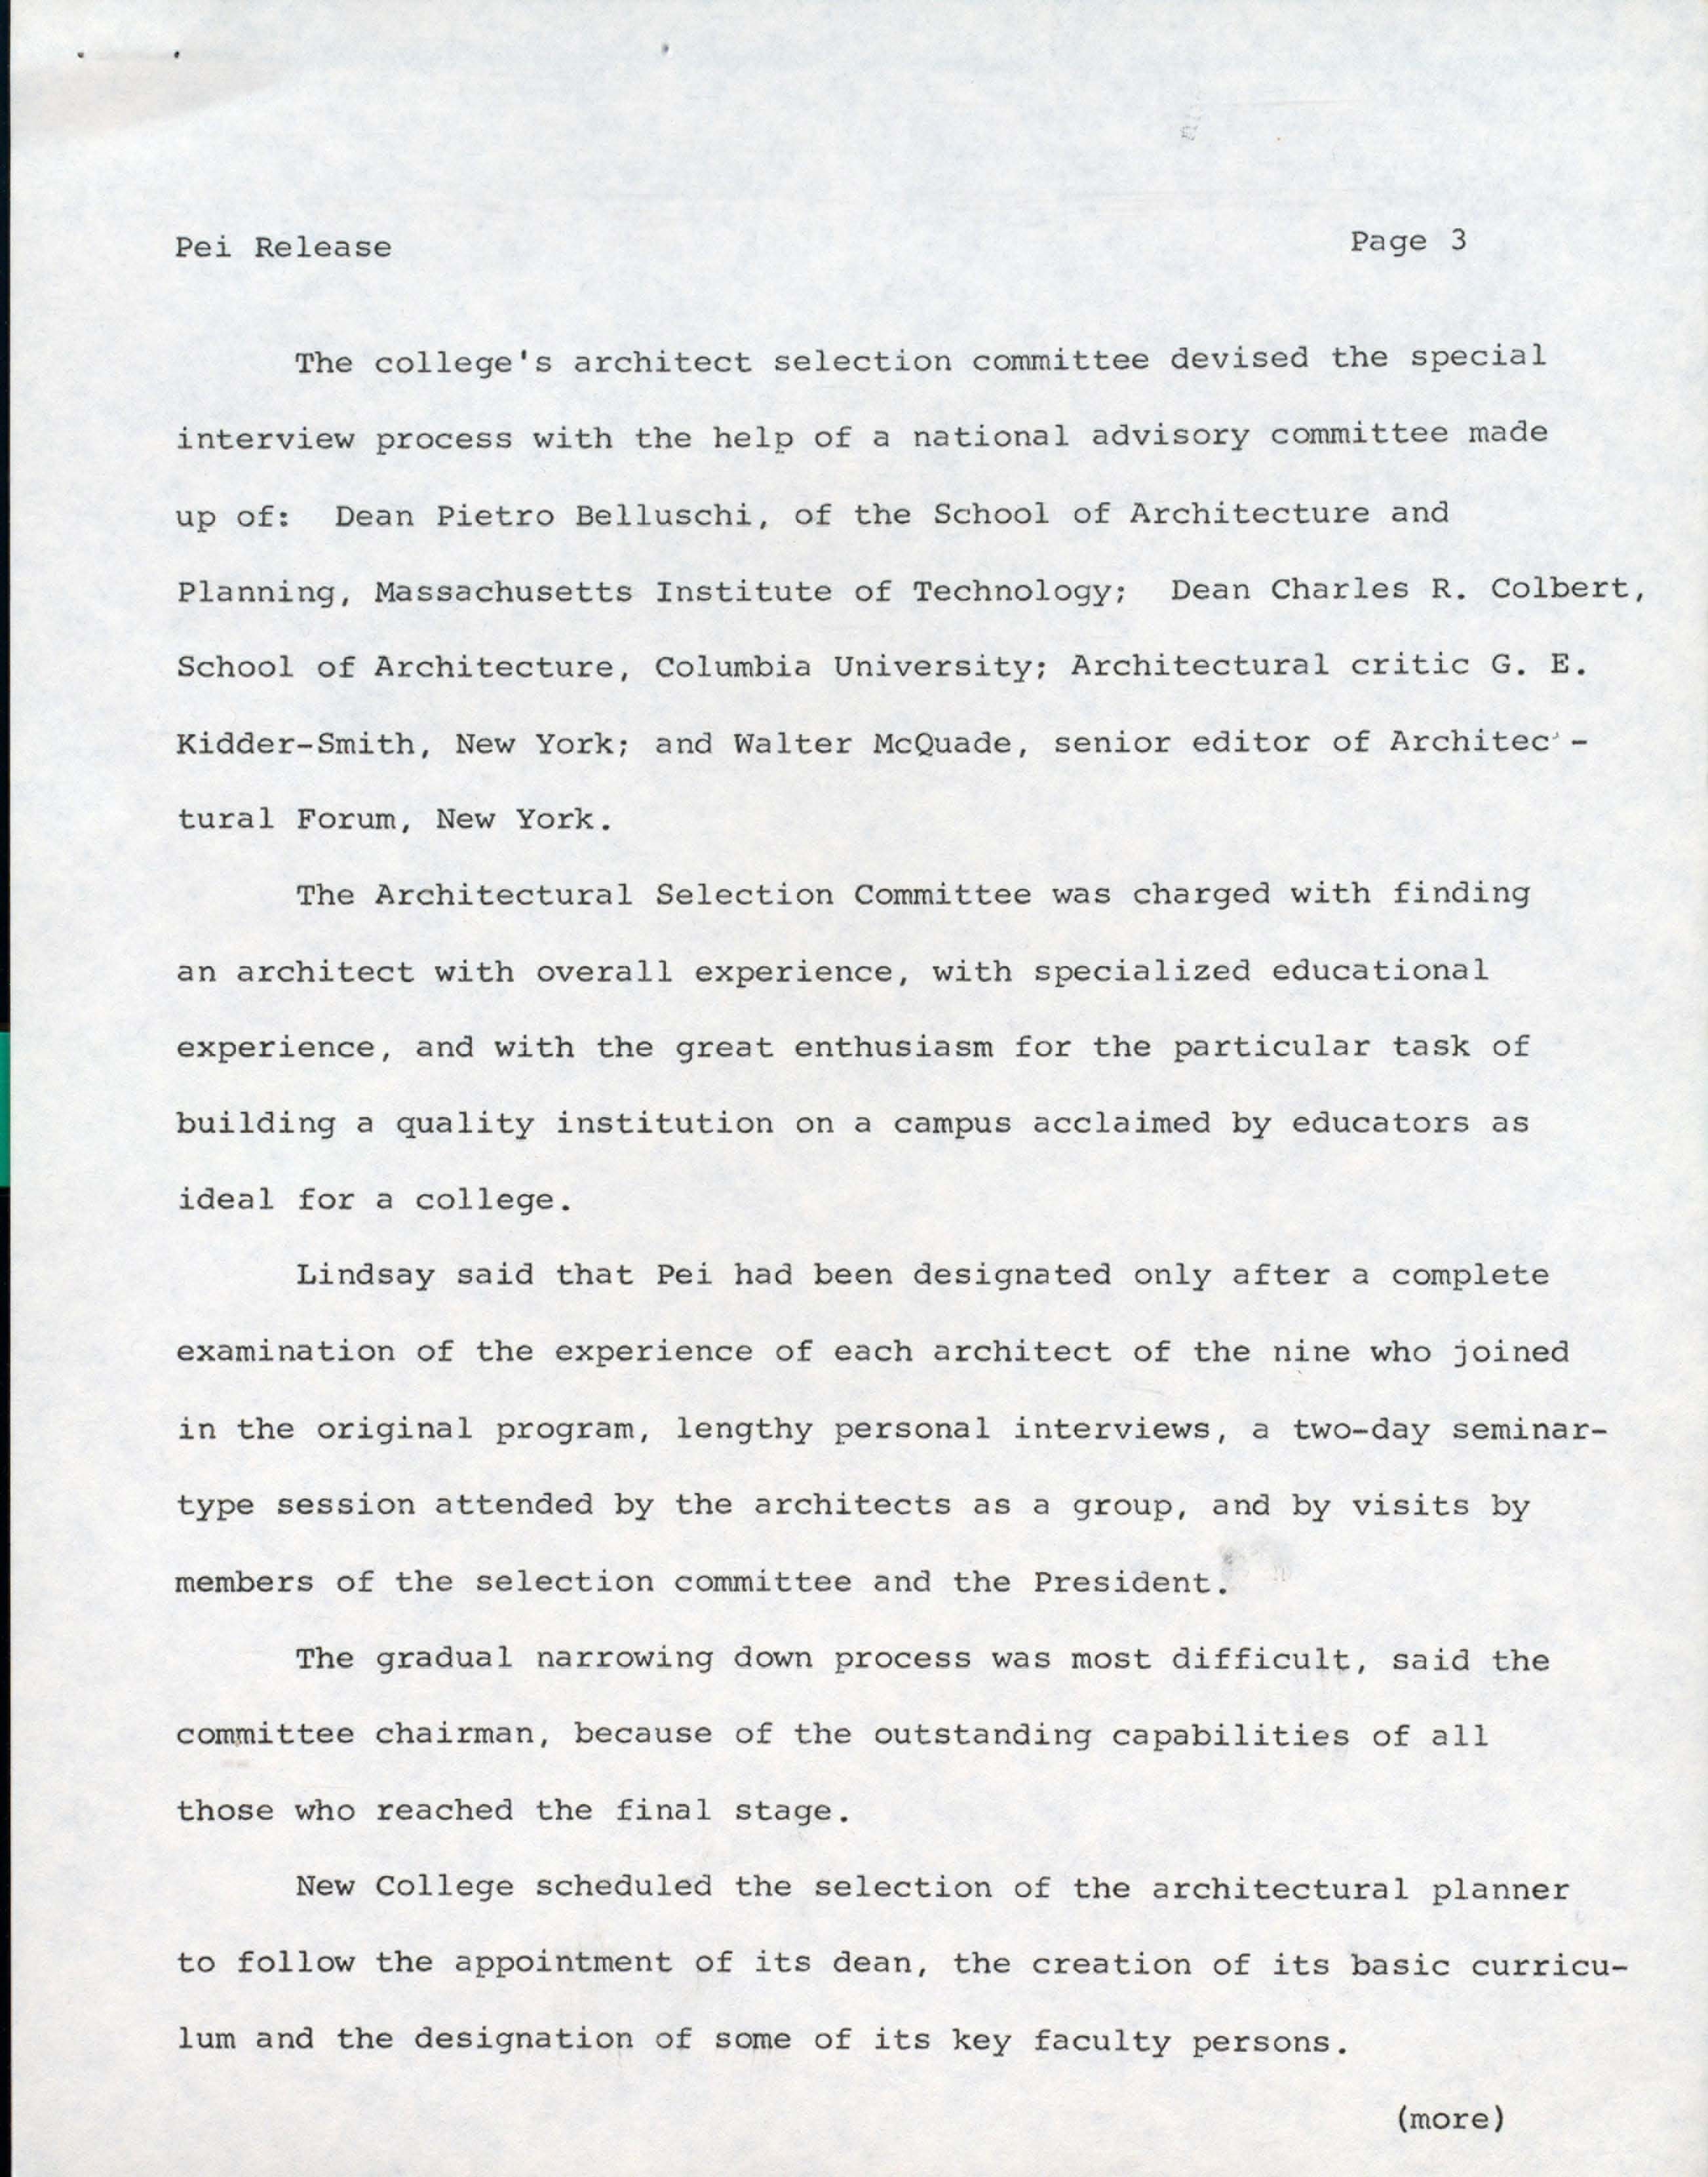 Pei Release Page 3
The college's architect selection committee devised the special
interview process with the help of a national advisory committee made
up of: Dean Pietro Belluschi, of the School of Architecture and
Planning, Massachusetts Institute of Technology; Dean Charles R. Colbert,
School of Architecture, Columbia University; Architectural critic G. E.
Kidder-Smith, New York; and Walter McQuade, senior editor of Architec-
tural Forum, New York.
The Architectural Selection Committee was charged with finding
an architect with overall experience, with specialized educational
experience, and with the great enthusiasm for the particular task of
building a quality institution on a campus acclaimed by educators as
ideal for a college.
Lindsay said that Pei had been designated only after a complete
examination of the experience of each architect of the nine who joined
in the original program, lengthy personal interviews, a two-day seminar-
type session attended by the architects as a group, and by visits by
members of the selection committee and the President.
The gradual narrowing down process was most difficult, said the
committee chairman, because of the outstanding capabilities of all
those who reached the final stage.
New College scheduled the selection of the architectural planner
to follow the appointment of its dean, the creation of its basic curricu-
lum and the designation of some of its key faculty persons.
(more)